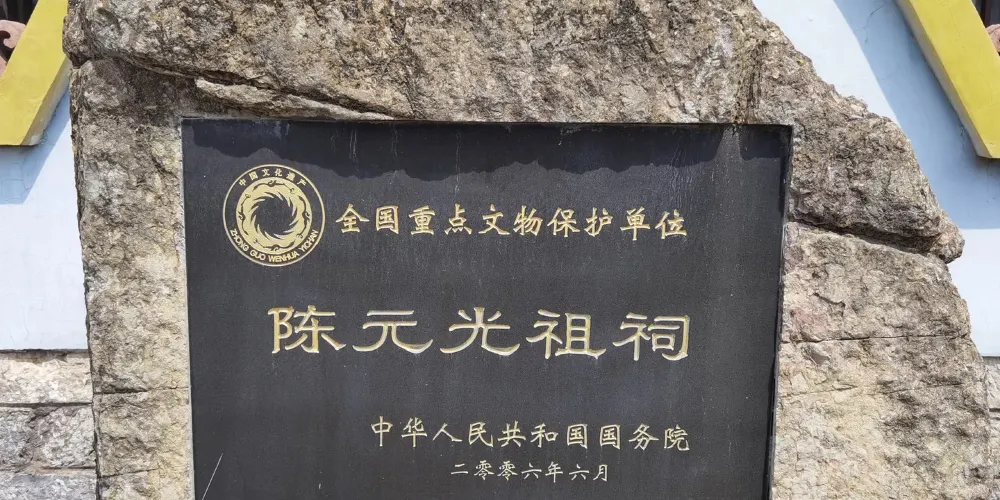 中国文化遗产
ZHONG GUO WENHUA YICHAN
全国重点文物保护单位
陈元光祖祠
中华人民共和国国务院
二零零六年六月